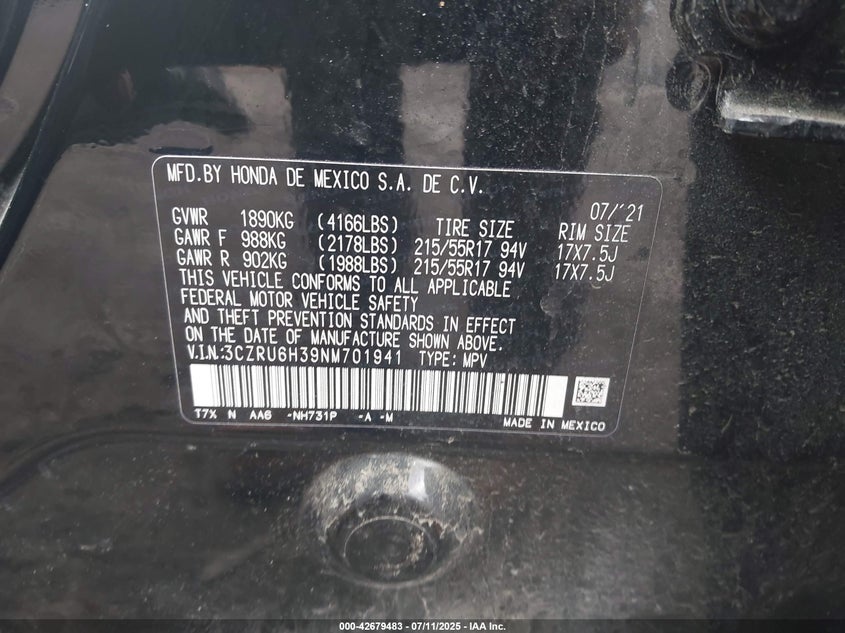 MFD.BY HONDA DE MEXICO S.A. DE C.V.
07/'21
GVWR 1890KG (4166LBS) TIRE SIZE RIM SIZE
GAWR F 988KG (2178LBS) 215/55R17 94V 17X7.5J
GAWR R 902KG (1988LBS) 215/55R17 94V 17X7.5J
THIS VEHICLE CONFORMS TO ALL APPLICABLE
FEDERAL MOTOR VEHICLE SAFETY
AND THEFT PREVENTION STANDARDS IN EFFECT
ON THE DATE OF MANUFACTURE SHOWN ABOVE.
V.I.N:3CZRU6H39NM701941 TYPE: MPV
T7X N AA6 -NH731P -A -M
MADE IN MEXICO
000-42679483 - 07/11/2025 - IAA Inc.